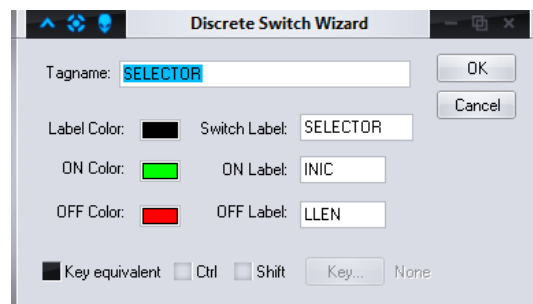 Discrete Switch Wizard
Tagname: SELECTOR OK
Cancel
Label Color: Switch Label: SELECTOR
ON Color: ON Label: INIC
OFF Color: OFF Label: LLEN
Key equivalent Ctrl Shift Key... None